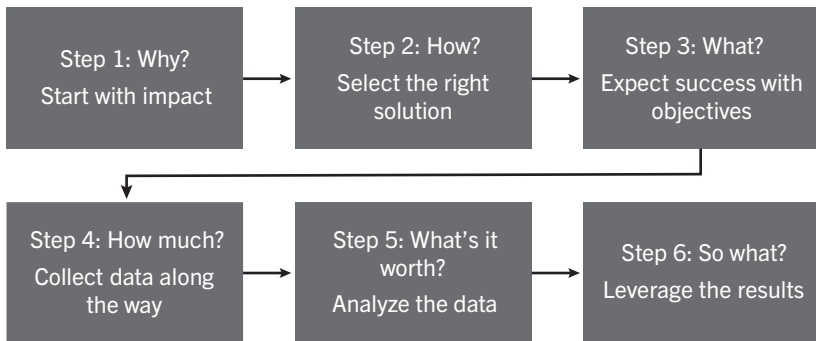 Step 1: Why?
Start with impact
Step 2: How?
Select the right
solution
Step 3: What?
Expect success with
objectives
Step 4: How much?
Collect data along
the way
Step 5: What’s it
worth?
Analyze the data
Step 6: So what?
Leverage the results